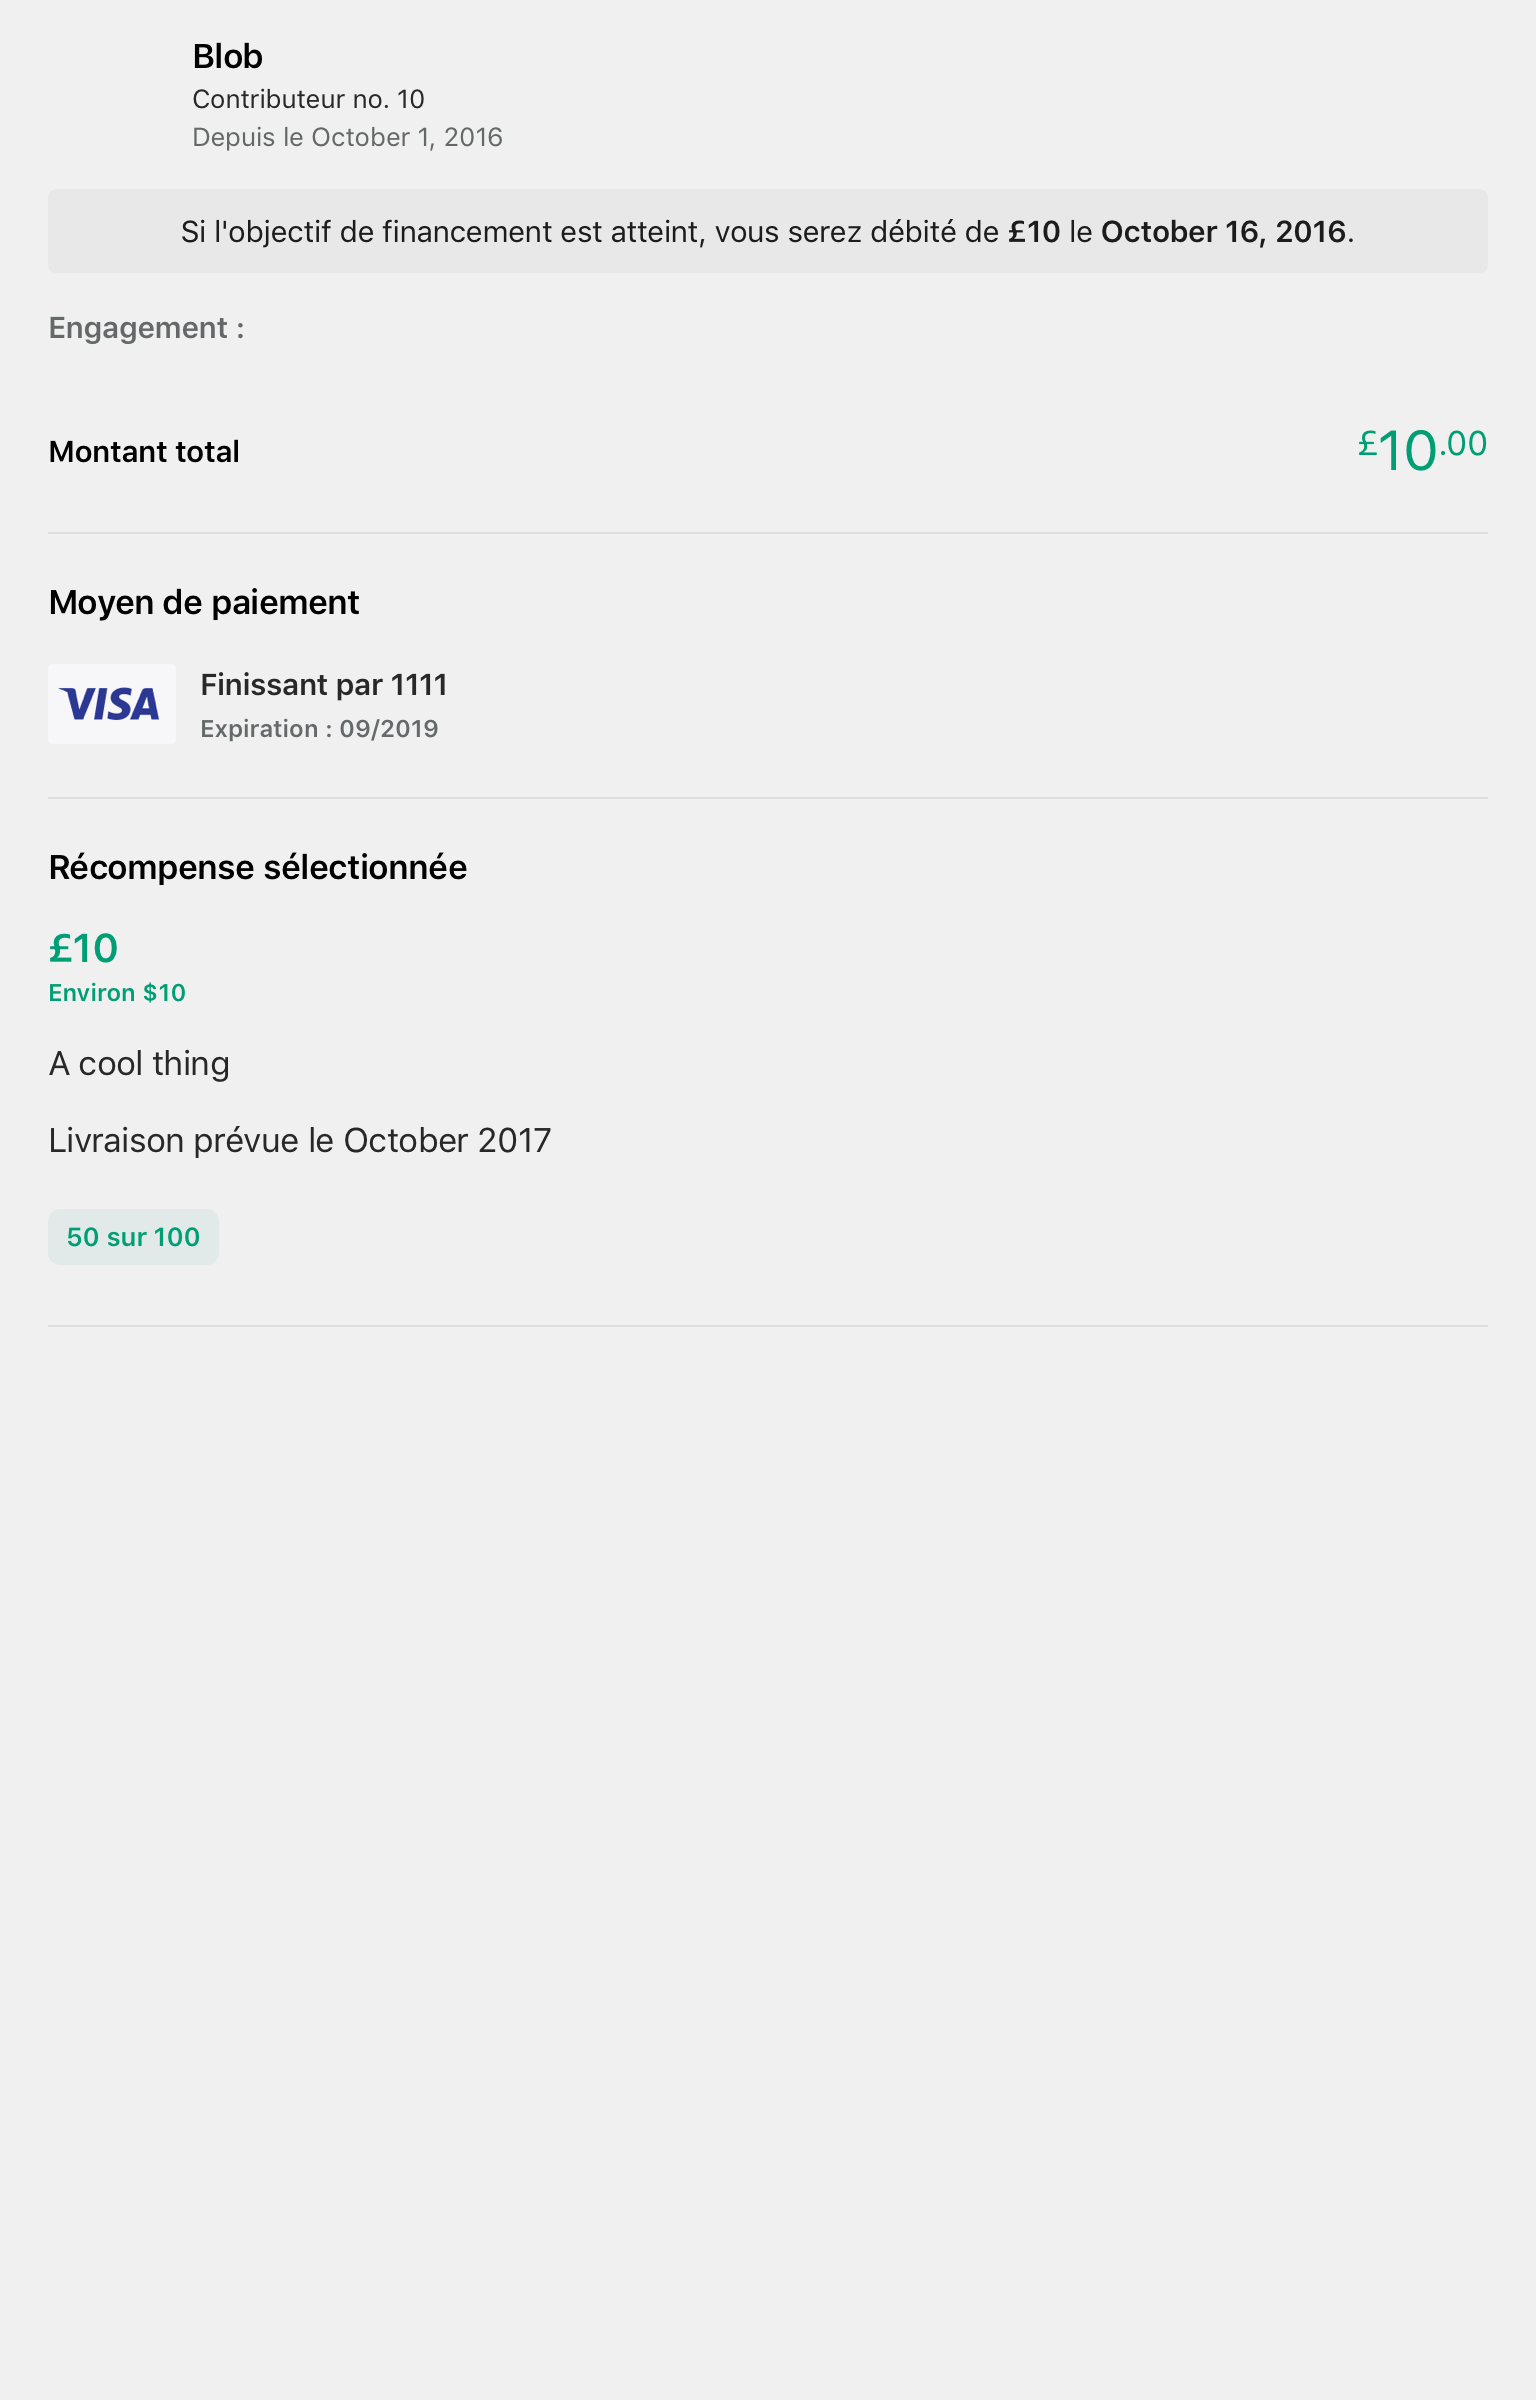 Blob
Contributeur no. 10
Depuis le October 1, 2016
Si l'objectif de financement est atteint, vous serez débité de £10 le October 16, 2016.
Engagement :
Montant total
£10.00
Moyen de paiement
VISA
Finissant par 1111
Expiration : 09/2019
Récompense sélectionnée
£10
Environ $10
A cool thing
Livraison prévue le October 2017
50 sur 100